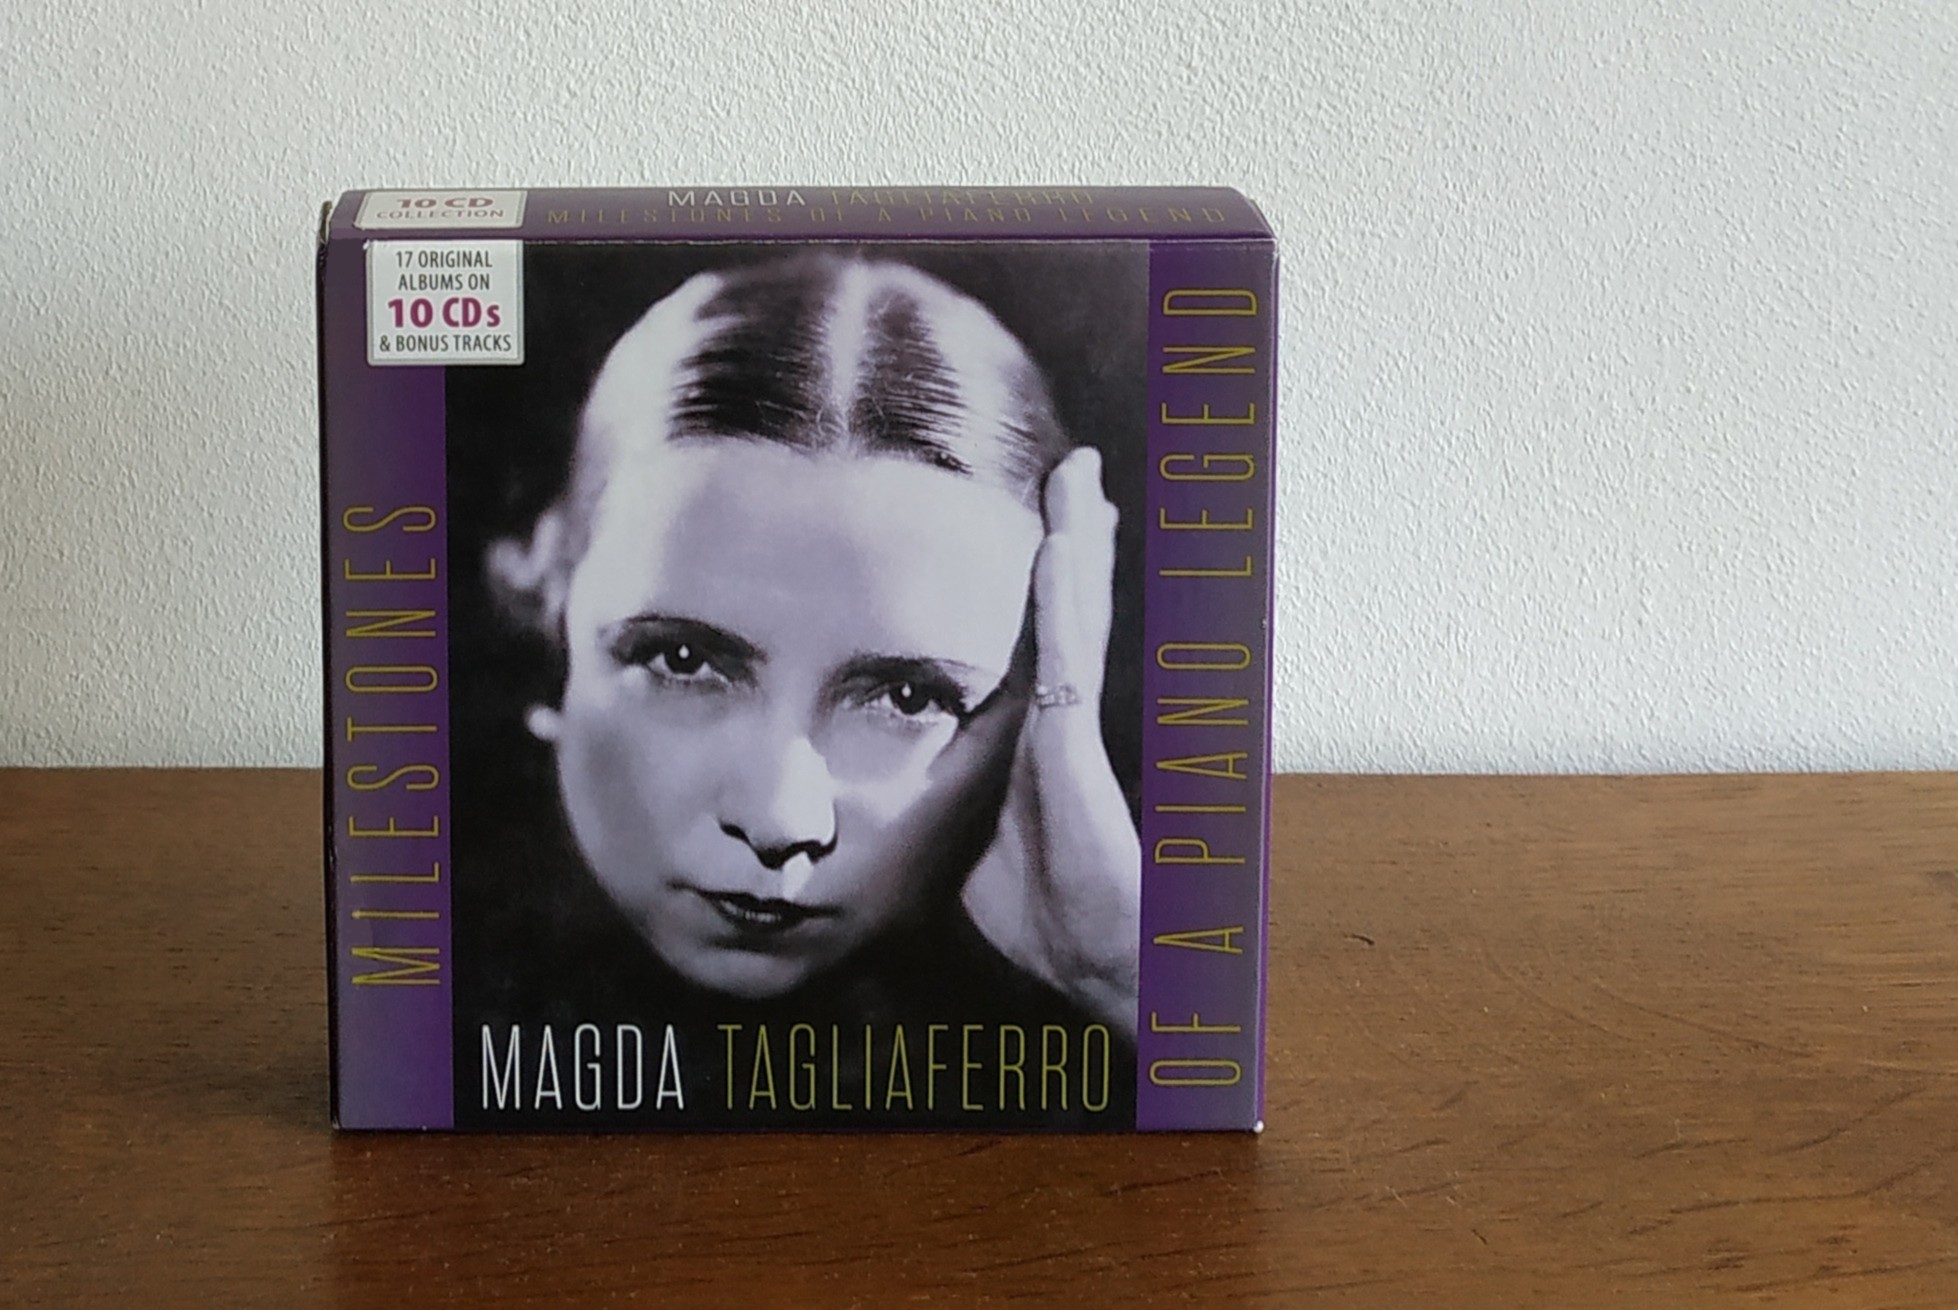 10 CD
COLLECTION
MAGDA TAGLIAFERRO
MILESTONES OF A PIANO LEGEND
17 ORIGINAL
ALBUMS ON
10 CDs
& BONUS TRACKS
MILESTONES
OF A PIANO LEGEND
MAGDA TAGLIAFERRO